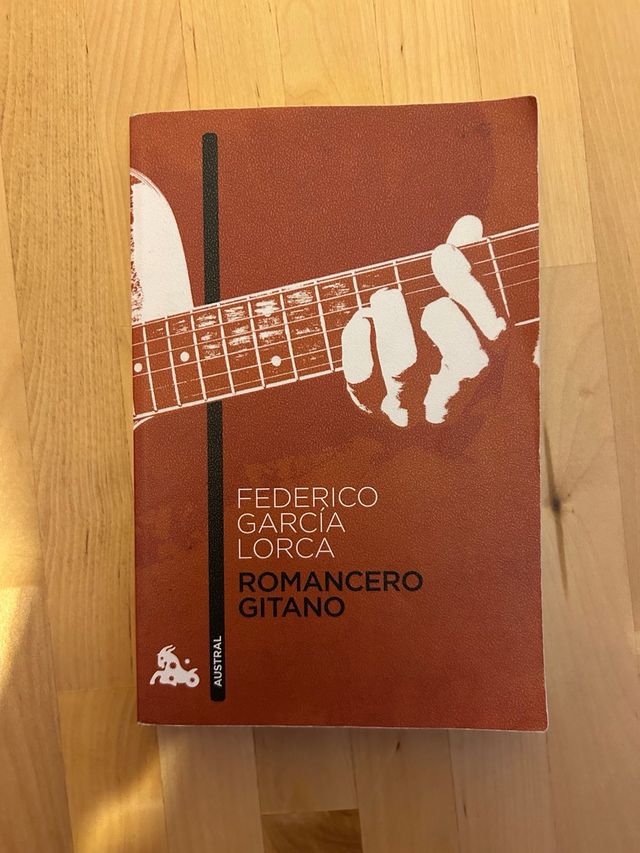 FEDERICO
GARCÍA
LORCA
ROMANCERO
GITANO
AUSTRAL